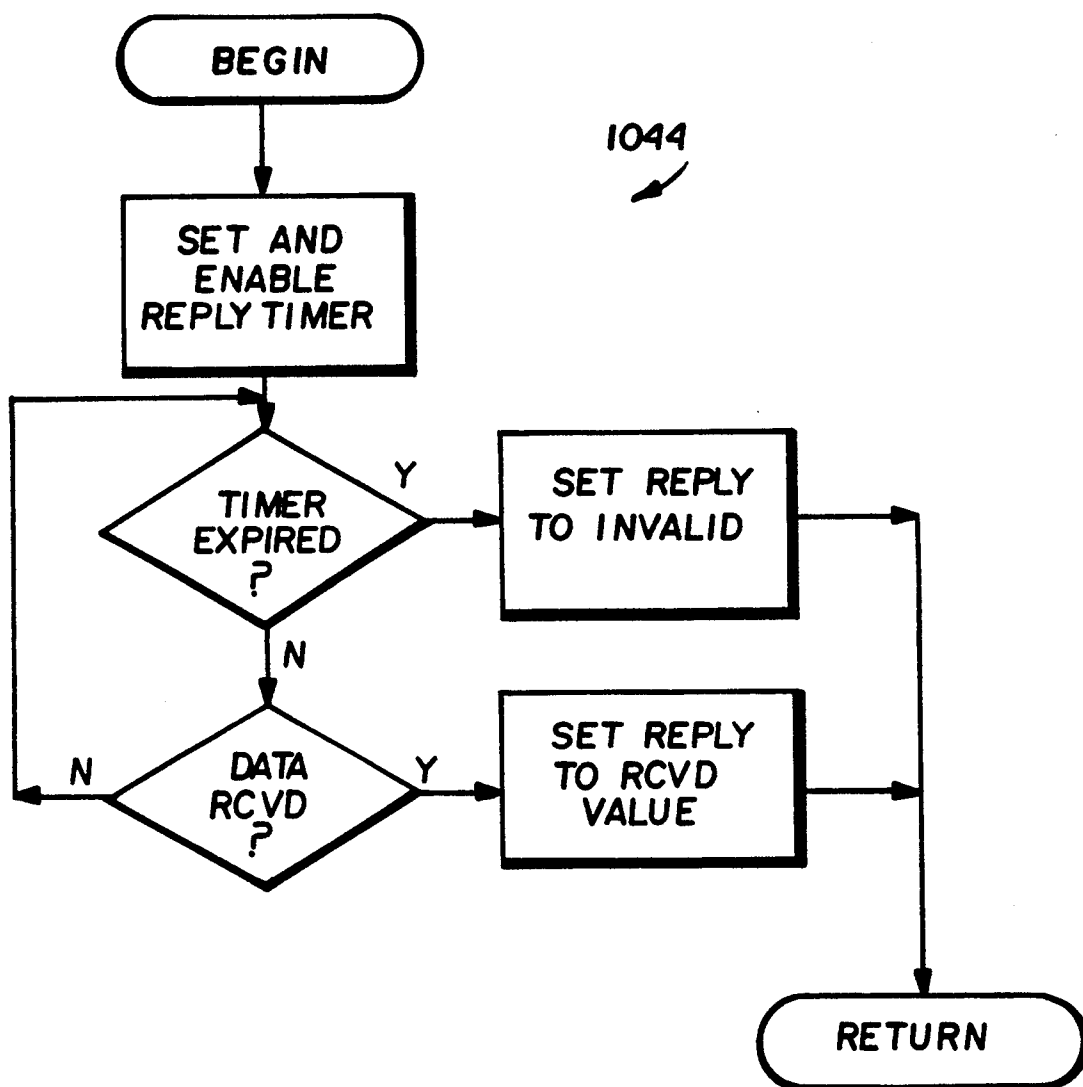 BEGIN
1044
SET AND
ENABLE
REPLY TIMER
TIMER
EXPIRED
?
Y
SET REPLY
TO INVALID
N
DATA
RCVD
?
N
Y
SET REPLY
TO RCVD
VALUE
RETURN